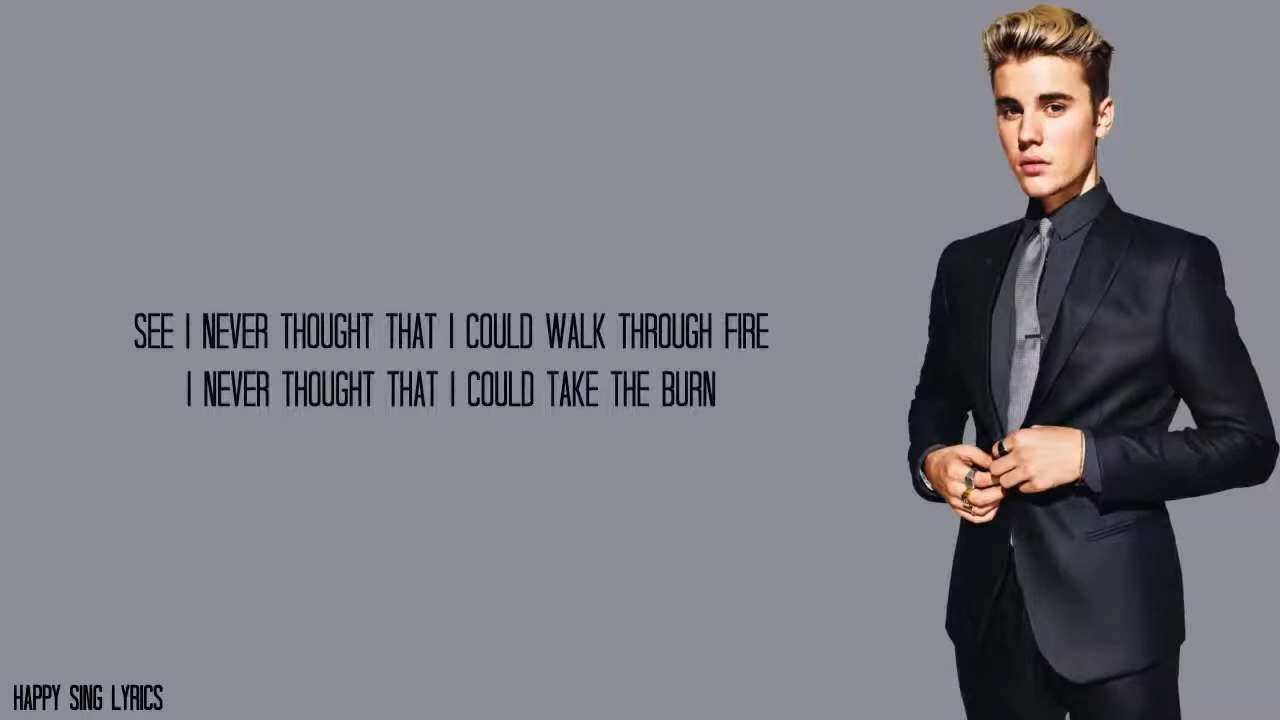 SEE I NEVER THOUGHT THAT I COULD WALK THROUGH FIRE
I NEVER THOUGHT THAT I COULD TAKE THE BURN
HAPPY SING LYRICS